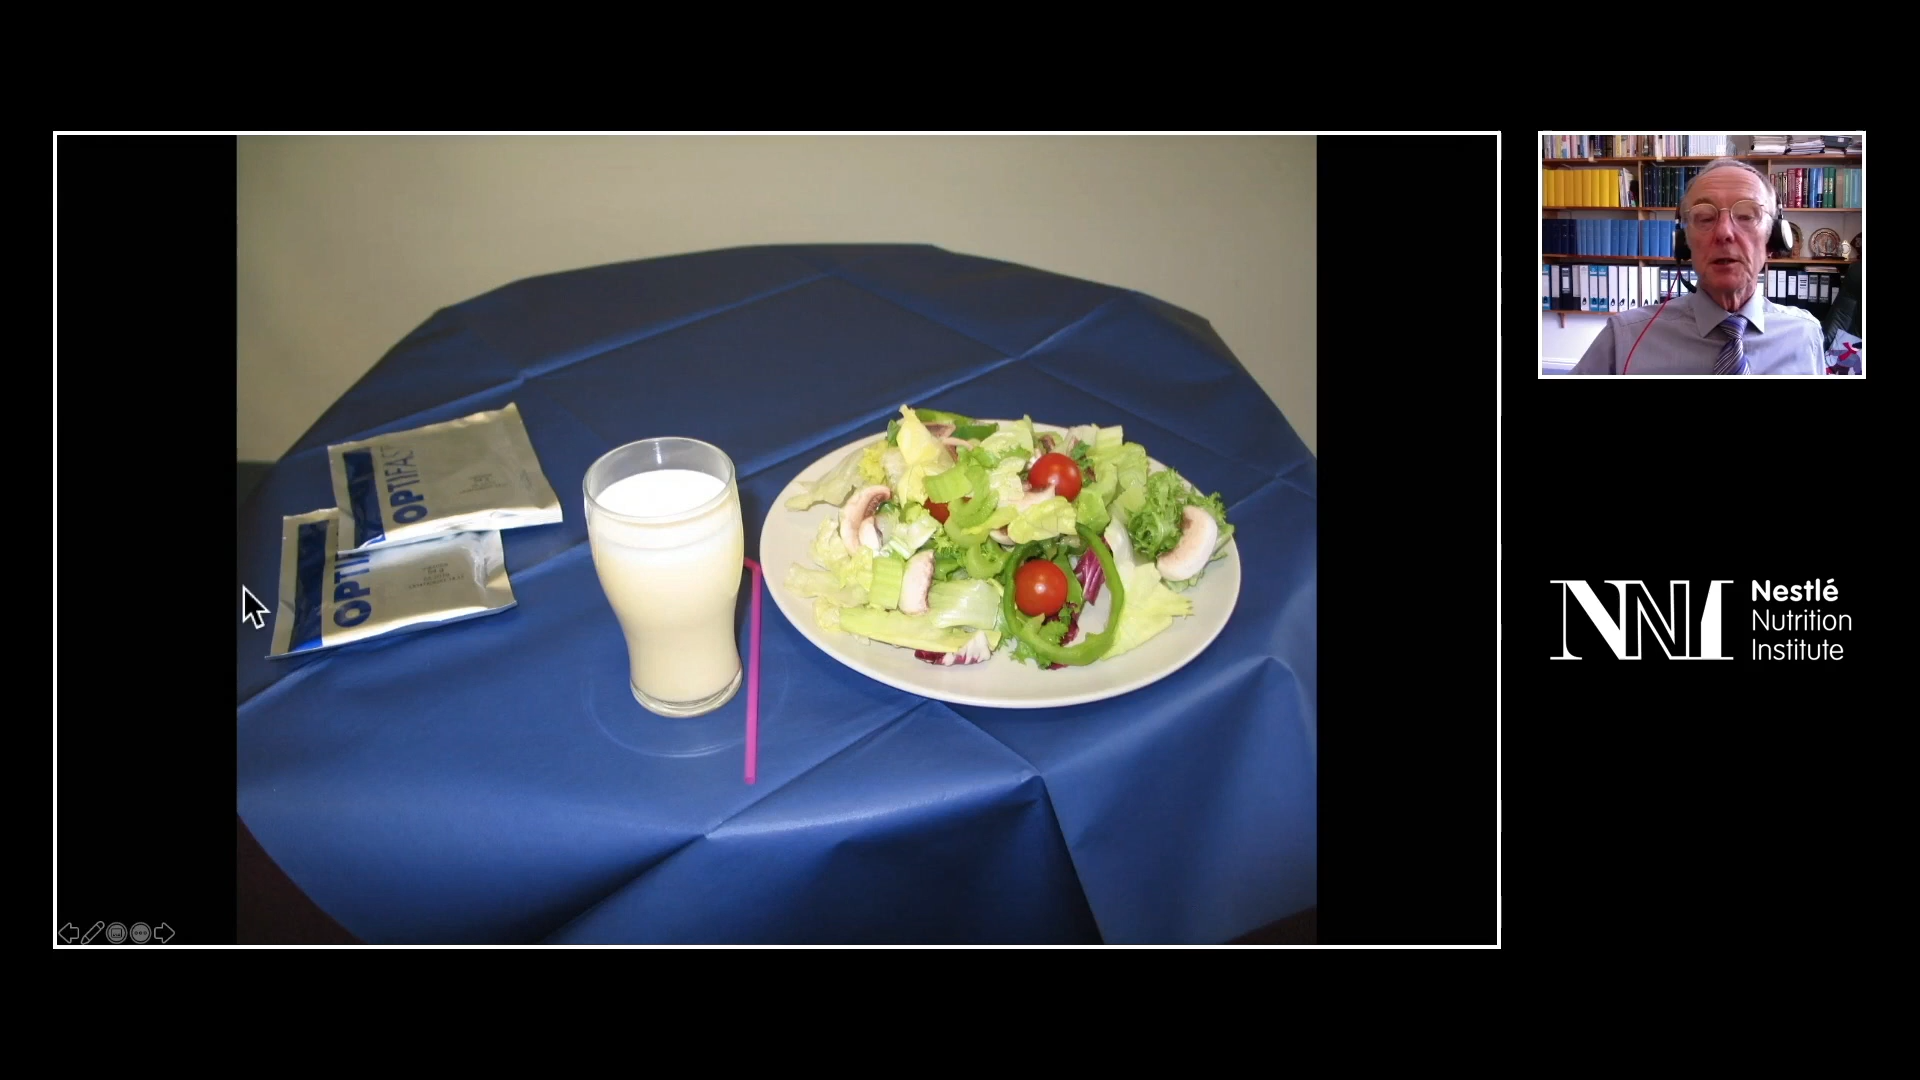 OPTIFAST
OPTI
NNI
Nestlé
Nutrition
Institute